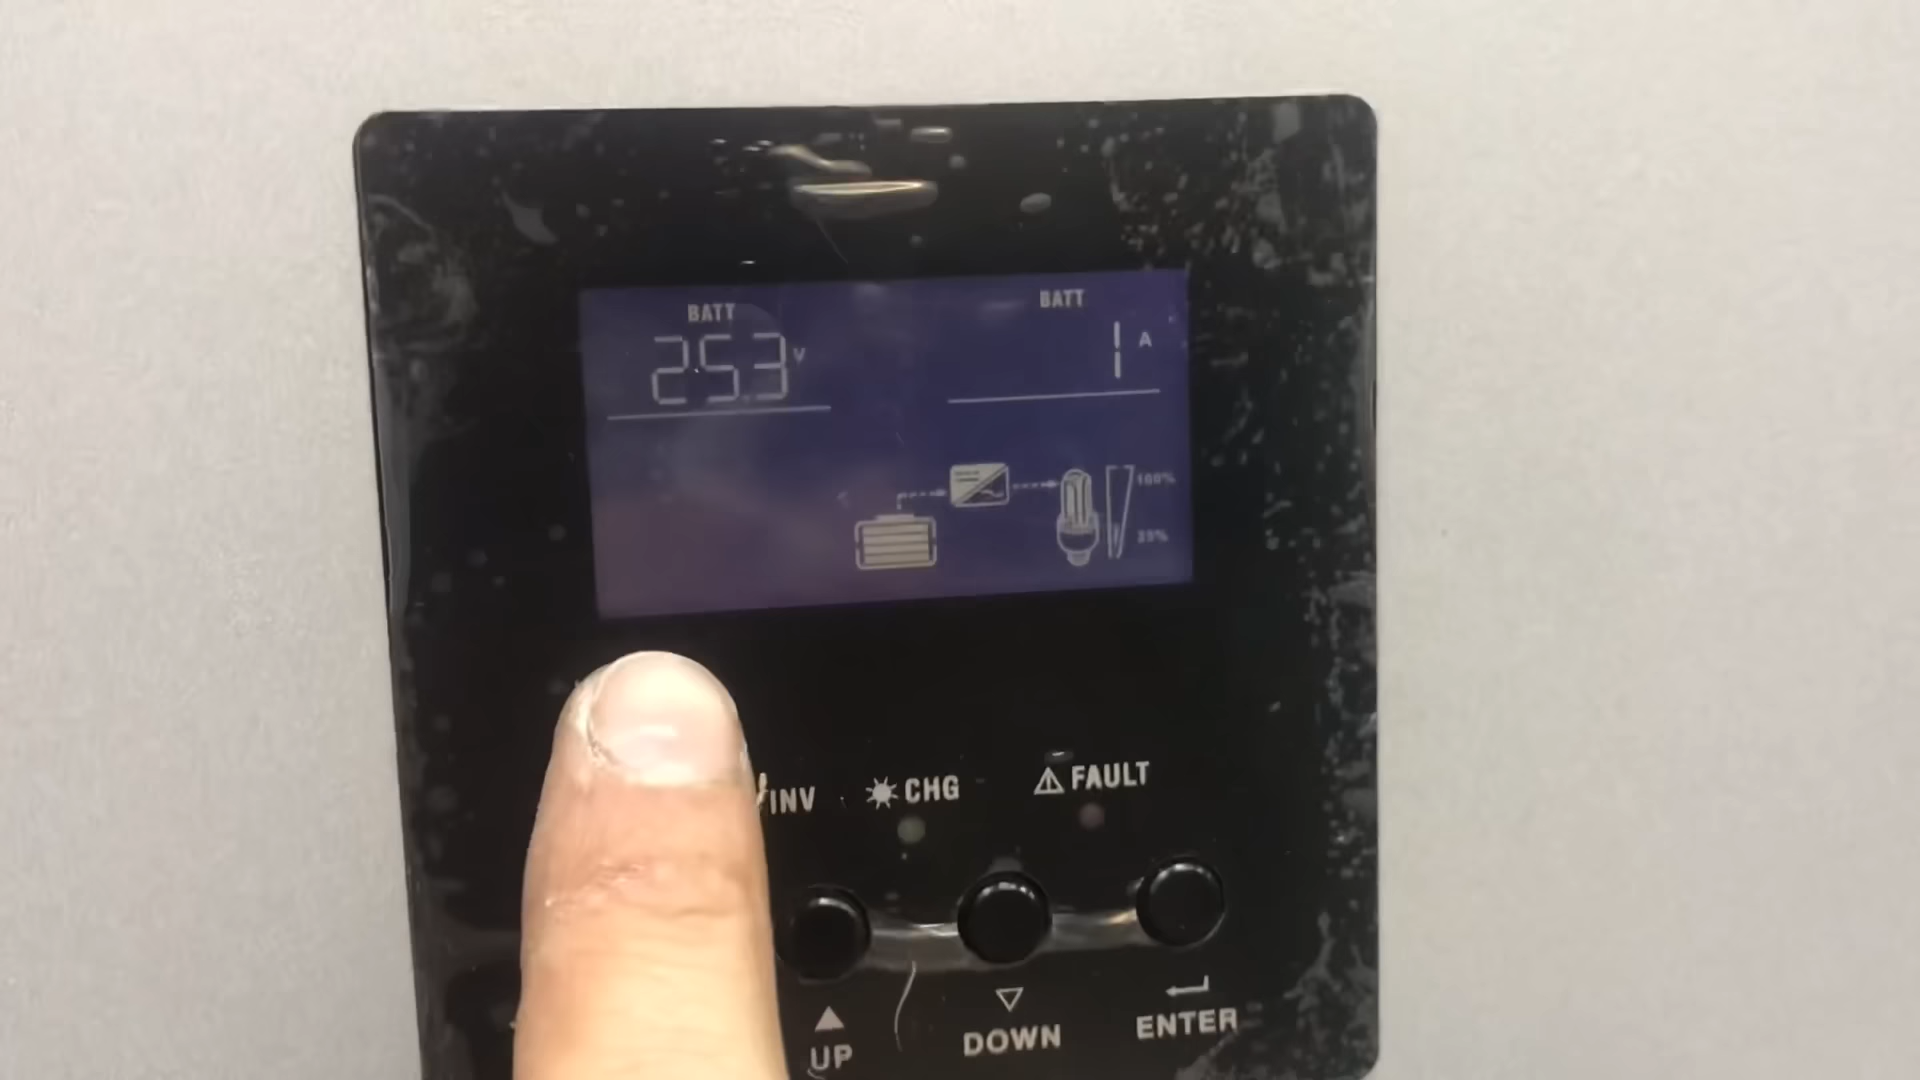 BATT BATT
25.3 V 1 A
100%
25%
INV CHG FAULT
UP DOWN ENTER